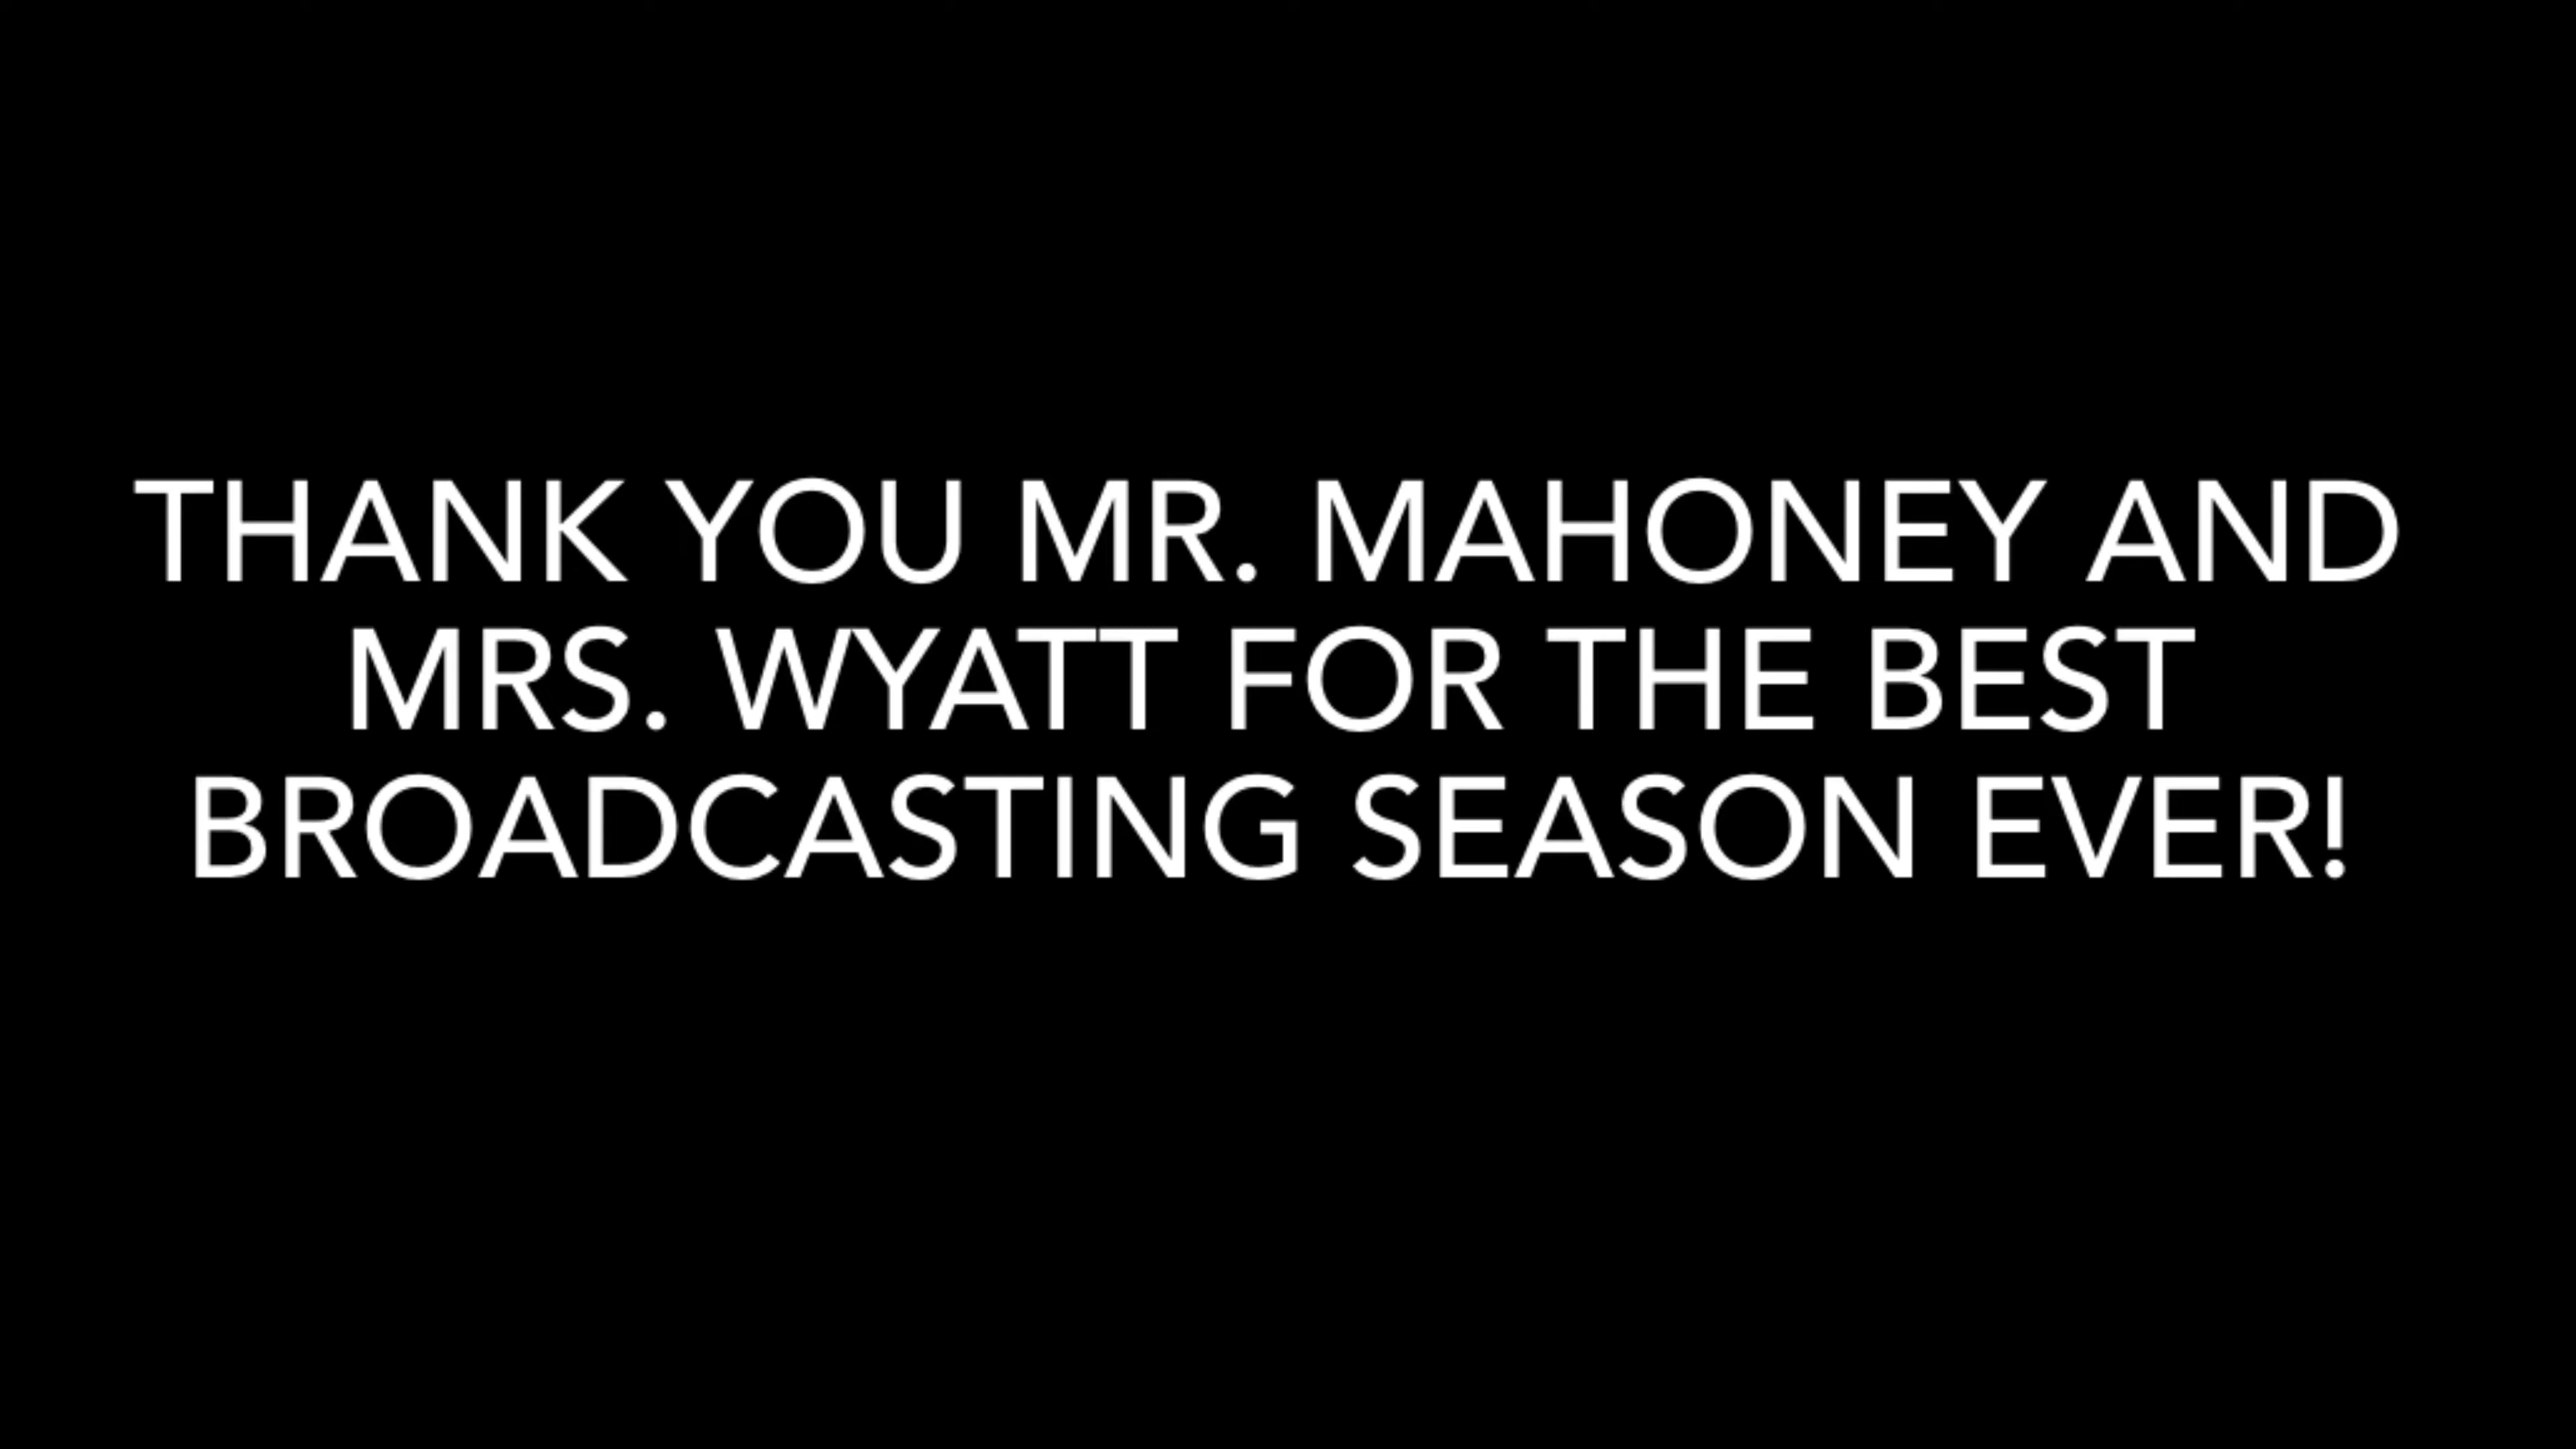 THANK YOU MR. MAHONEY AND
MRS. WYATT FOR THE BEST
BROADCASTING SEASON EVER!